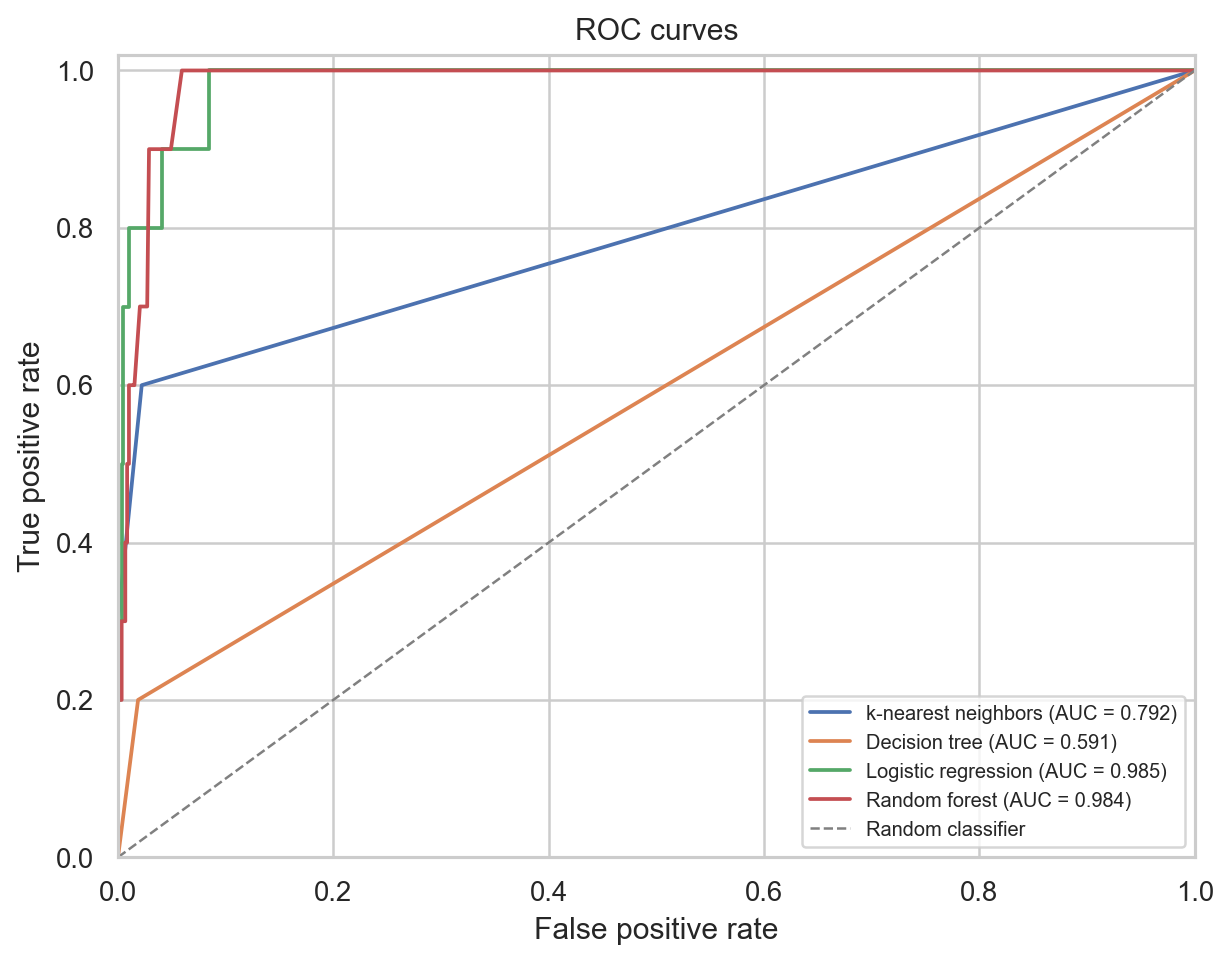 ROC curves
1.0
0.8
0.6
0.4
0.2
0.0
True positive rate
0.0 0.2 0.4 0.6 0.8 1.0
False positive rate
k-nearest neighbors (AUC = 0.792)
Decision tree (AUC = 0.591)
Logistic regression (AUC = 0.985)
Random forest (AUC = 0.984)
Random classifier